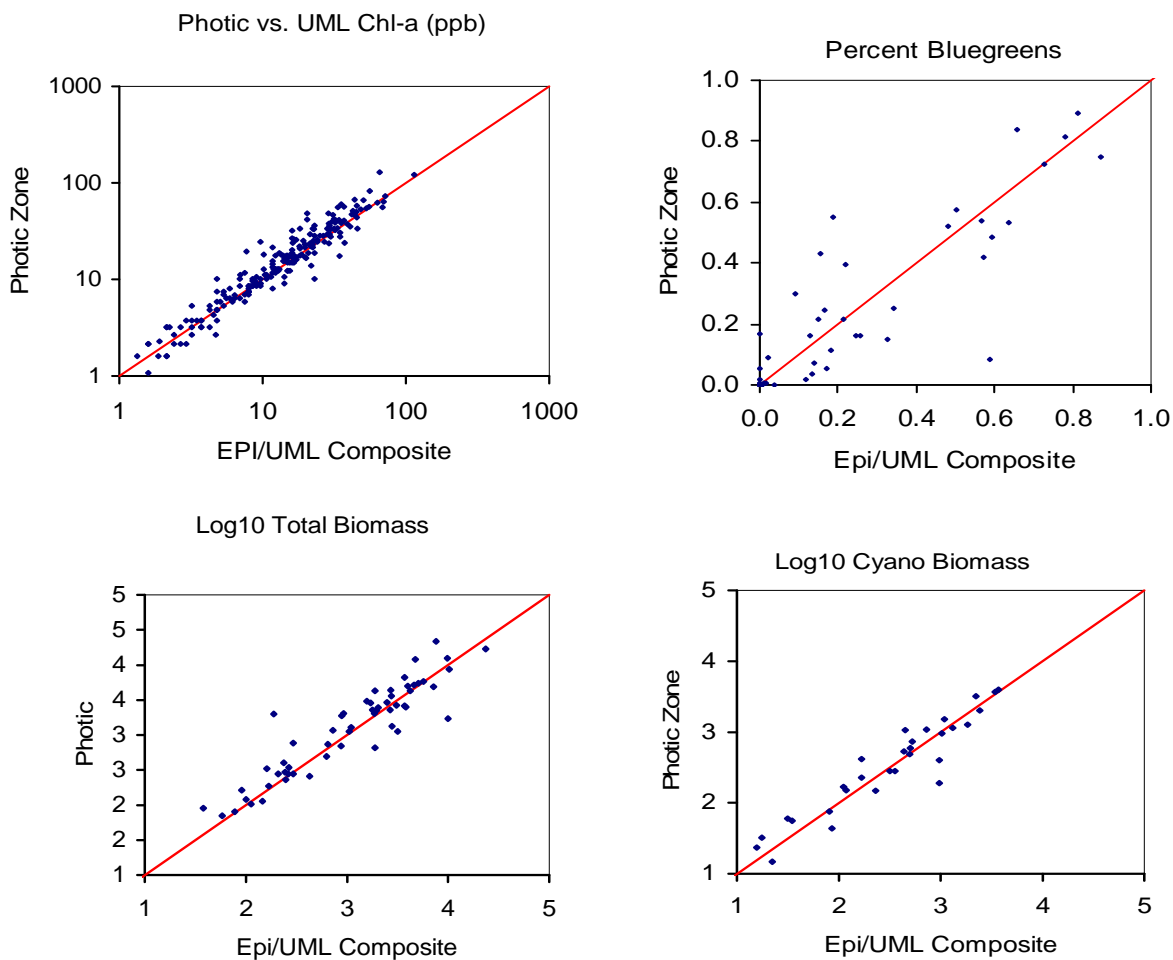 Photic vs. UML Chl-a (ppb)
1000
100
10
1
1 10 100 1000
Photic Zone
EPI/UML Composite
Percent Bluegreens
1.0
0.8
0.6
0.4
0.2
0.0
0.0 0.2 0.4 0.6 0.8 1.0
Photic Zone
Epi/UML Composite
Log10 Total Biomass
5
5
4
4
3
3
2
2
1
1 2 3 4 5
Photic
Epi/UML Composite
Log10 Cyano Biomass
5
4
3
2
1
1 2 3 4 5
Photic Zone
Epi/UML Composite